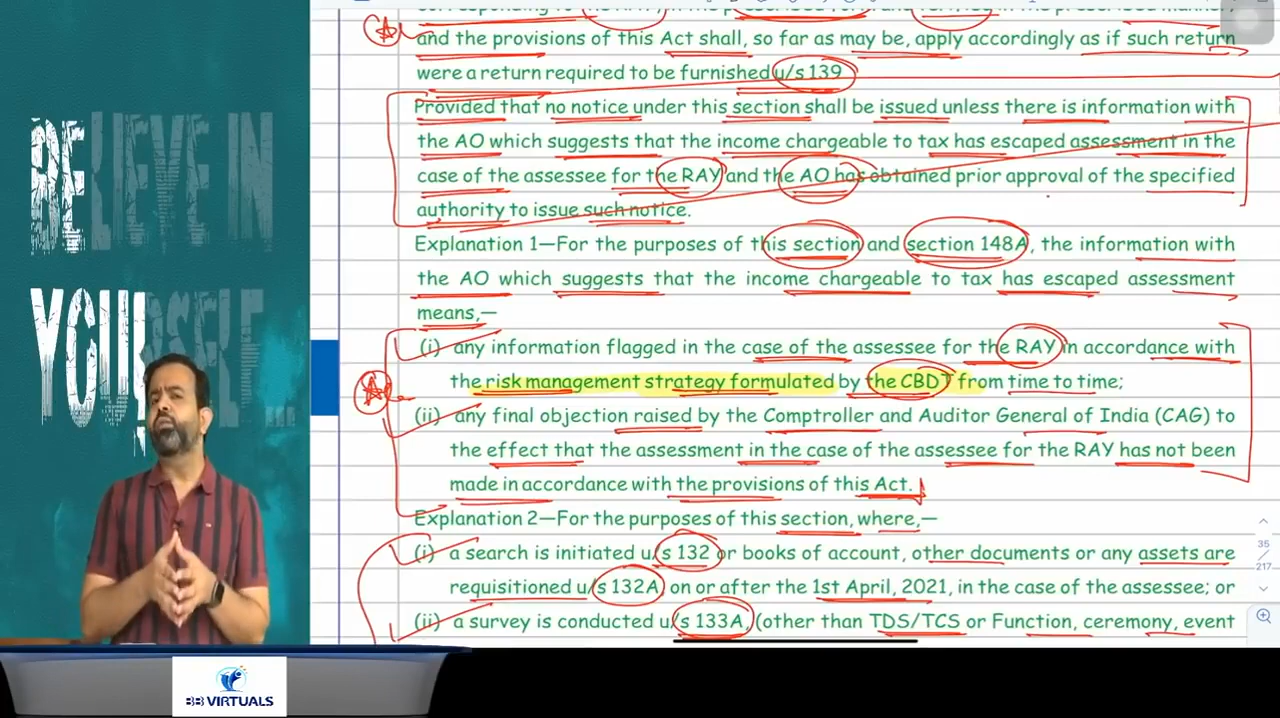 BELIEVE IN
YOURSELF...
and the provisions of this Act shall, so far as may be, apply accordingly as if such return
were a return required to be furnished u/s 139
Provided that no notice under this section shall be issued unless there is information with
the AO which suggests that the income chargeable to tax has escaped assessment in the
case of the assessee for the RAY and the AO has obtained prior approval of the specified
authority to issue such notice.
Explanation 1—For the purposes of this section and section 148A, the information with
the AO which suggests that the income chargeable to tax has escaped assessment
means,—
(i) any information flagged in the case of the assessee for the RAY in accordance with
the risk management strategy formulated by the CBDT from time to time;
(ii) any final objection raised by the Comptroller and Auditor General of India (CAG) to
the effect that the assessment in the case of the assessee for the RAY has not been
made in accordance with the provisions of this Act.
Explanation 2—For the purposes of this section, where,—
(i) a search is initiated u/s 132 or books of account, other documents or any assets are
requisitioned u/s 132A on or after the 1st April, 2021, in the case of the assessee; or
(ii) a survey is conducted u/s 133A, (other than TDS/TCS or Function, ceremony, event
35
/
217
BB VIRTUALS